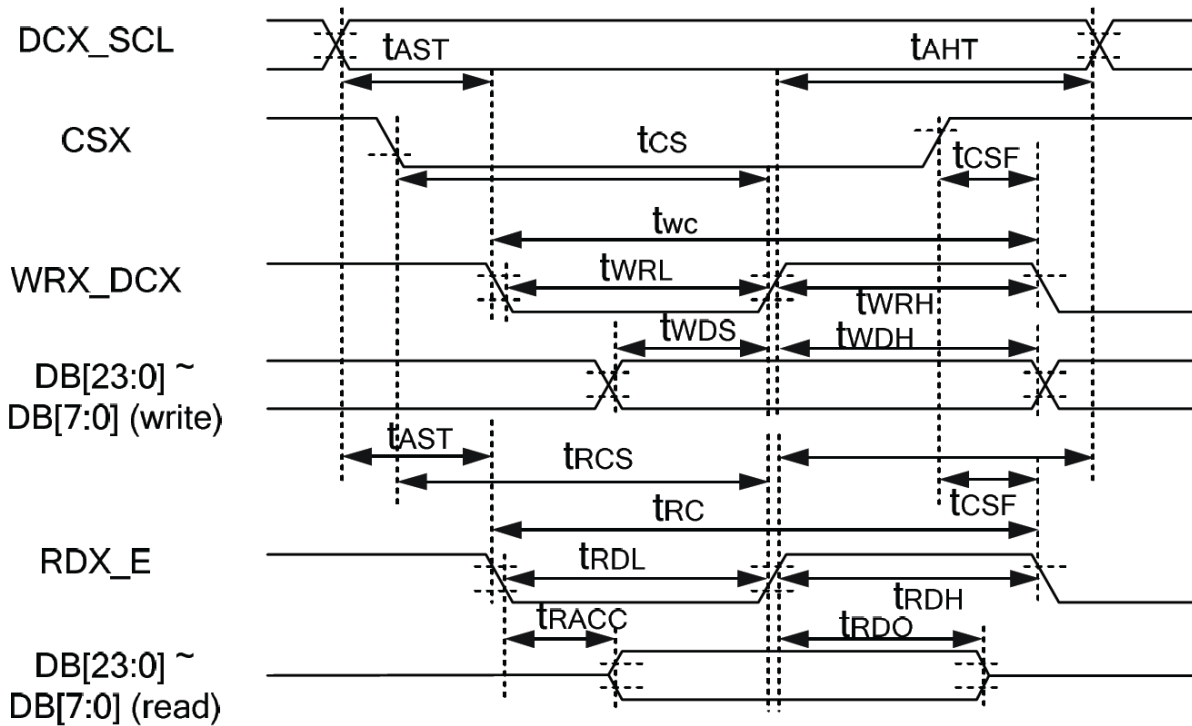 DCX_SCL
tAST
tAHT
CSX
tCS
tCSF
twc
WRX_DCX
tWRL
tWRH
tWDS
tWDH
DB[23:0] ~
DB[7:0] (write)
tAST
tRCS
tCSF
tRC
RDX_E
tRDL
tRDH
tRACC
tRDO
DB[23:0] ~
DB[7:0] (read)